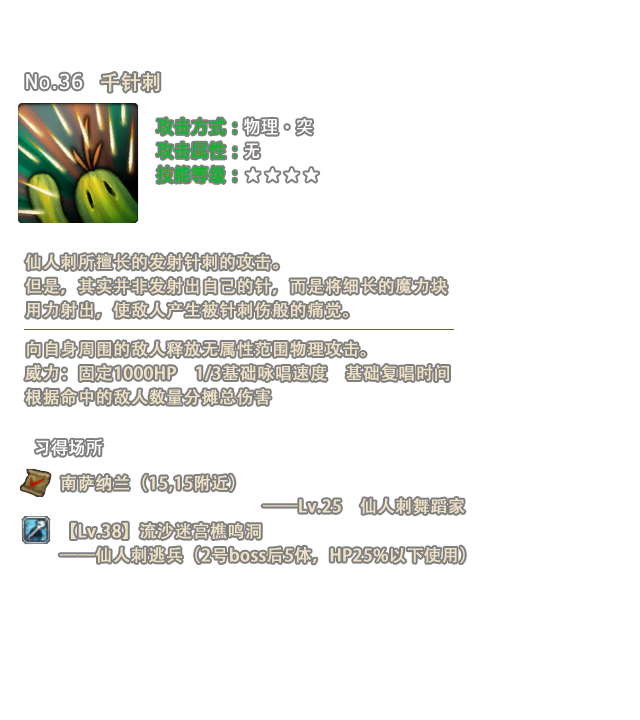 No.36 千针刺
攻击方式：物理·突
攻击属性：无
技能等级：☆☆☆☆
仙人刺所擅长的发射针刺的攻击。
但是，其实并非发射出自己的针，而是将细长的魔力块
用力射出，使敌人产生被针刺伤般的痛觉。
向自身周围的敌人释放无属性范围物理攻击。
威力：固定1000HP 1/3基础咏唱速度 基础复唱时间
根据命中的敌人数量分摊总伤害
习得场所
南萨纳兰（15,15附近）
——Lv.25 仙人刺舞蹈家
【Lv.38】流沙迷宫樵鸣洞
——仙人刺逃兵（2号boss后5体，HP25%以下使用）